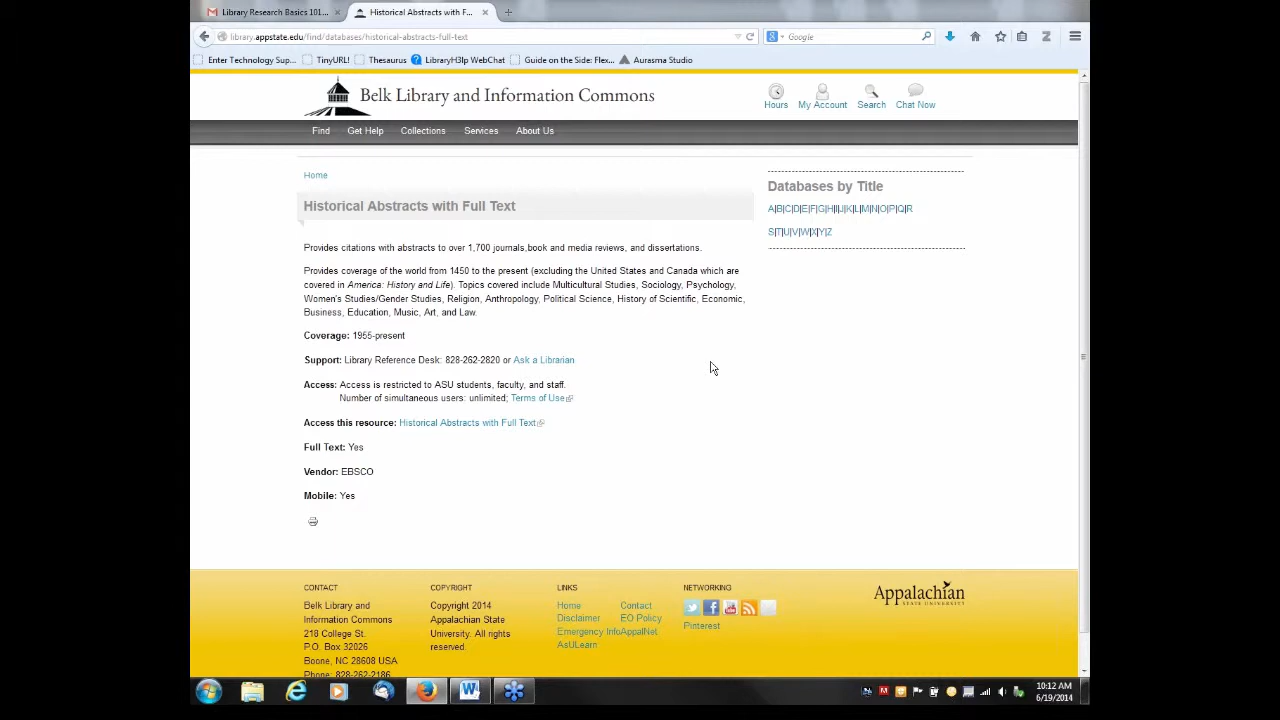 Library Research Basics 101...
Historical Abstracts with F...
library.appstate.edu/find/databases/historical-abstracts-full-text
Google
Enter Technology Sup...
TinyURL!
Thesaurus
LibraryH3lp WebChat
Guide on the Side: Flex...
Aurasma Studio
Belk Library and Information Commons
Hours
My Account
Search
Chat Now
Find
Get Help
Collections
Services
About Us
Home
Historical Abstracts with Full Text
Provides citations with abstracts to over 1,700 journals,book and media reviews, and dissertations.
Provides coverage of the world from 1450 to the present (excluding the United States and Canada which are
covered in America: History and Life). Topics covered include Multicultural Studies, Sociology, Psychology,
Women's Studies/Gender Studies, Religion, Anthropology, Political Science, History of Scientific, Economic,
Business, Education, Music, Art, and Law.
Coverage: 1955-present
Support: Library Reference Desk: 828-262-2820 or Ask a Librarian
Access: Access is restricted to ASU students, faculty, and staff.
Number of simultaneous users: unlimited; Terms of Use
Access this resource: Historical Abstracts with Full Text
Full Text: Yes
Vendor: EBSCO
Mobile: Yes
Databases by Title
A|B|C|D|E|F|G|H|I|J|K|L|M|N|O|P|Q|R
S|T|U|V|W|X|Y|Z
CONTACT
Belk Library and
Information Commons
218 College St.
P.O. Box 32026
Boone, NC 28608 USA
Phone: 828-262-2186
COPYRIGHT
Copyright 2014
Appalachian State
University. All rights
reserved.
LINKS
Home
Disclaimer
Emergency Info
AsULearn
Contact
EO Policy
AppalNet
NETWORKING
Pinterest
Appalachian
STATE UNIVERSITY
10:12 AM
6/19/2014